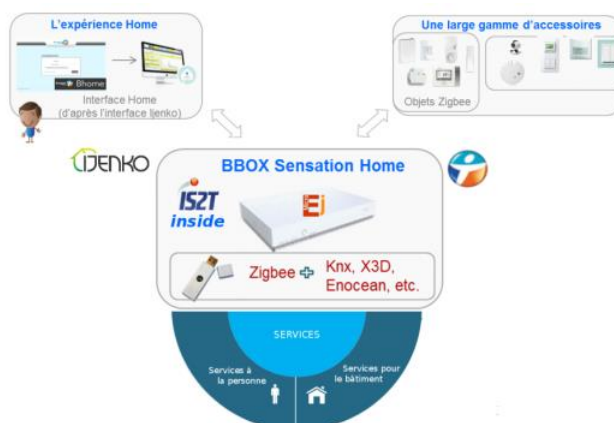 L'expérience Home
Bhome
Interface Home
(d'après l'interface Ijenko)
Une large gamme d'accessoires
Objets Zigbee
IJENKO
BBOX Sensation Home
IS2T
inside
Ej
Zigbee + Knx, X3D,
Enocean, etc.
SERVICES
Services à
la personne
Services pour
le bâtiment